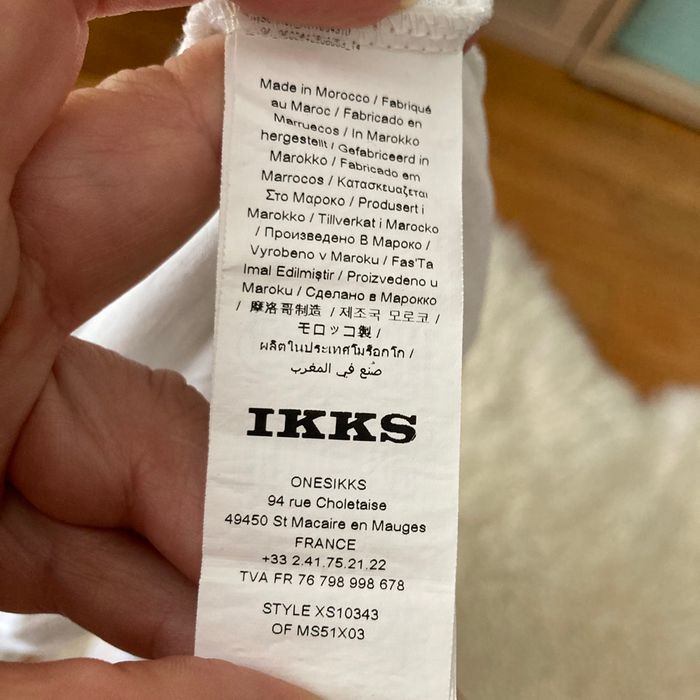 Made in Morocco / Fabriqué
au Maroc / Fabricado en
Marruecos / In Marokko
hergestellt / Gefabriceerd in
Marokko / Fabricado em
Marrocos / Κατασκευαζεται
Στο Μαροκο / Produsert i
Marokko / Tillverkat i Marocko
/ Произведено В Мароко /
Vyrobeno v Maroku / Fas'Ta
Imal Edilmiştir / Proizvedeno u
Maroku / Сделано в Марокко
/ 摩洛哥制造 / 제조국 모로코 /
モロッコ製 /
ผลิตในประเทศโมร็อกโก /
صُنع في المغرب
IKKS
ONESIKKS
94 rue Choletaise
49450 St Macaire en Mauges
FRANCE
+33 2.41.75.21.22
TVA FR 76 798 998 678
STYLE XS10343
OF MS51X03